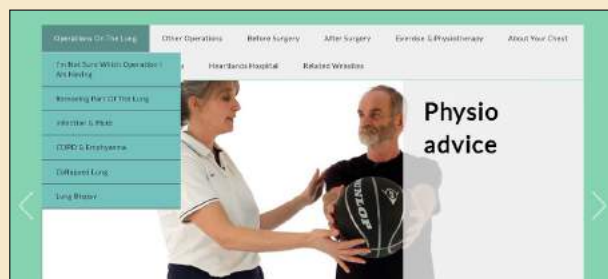 Operations On The Lung
Other Operations
Before Surgery
After Surgery
Exercise & Physiotherapy
About Your Chest
Heartlands Hospital
Related Websites
I'm Not Sure Which Operation I
Am Having
Removing Part Of The Lung
Infection & Fluid
COPD & Emphysema
Collapsed Lung
Lung Biopsy
Physio
advice
DUNLOP